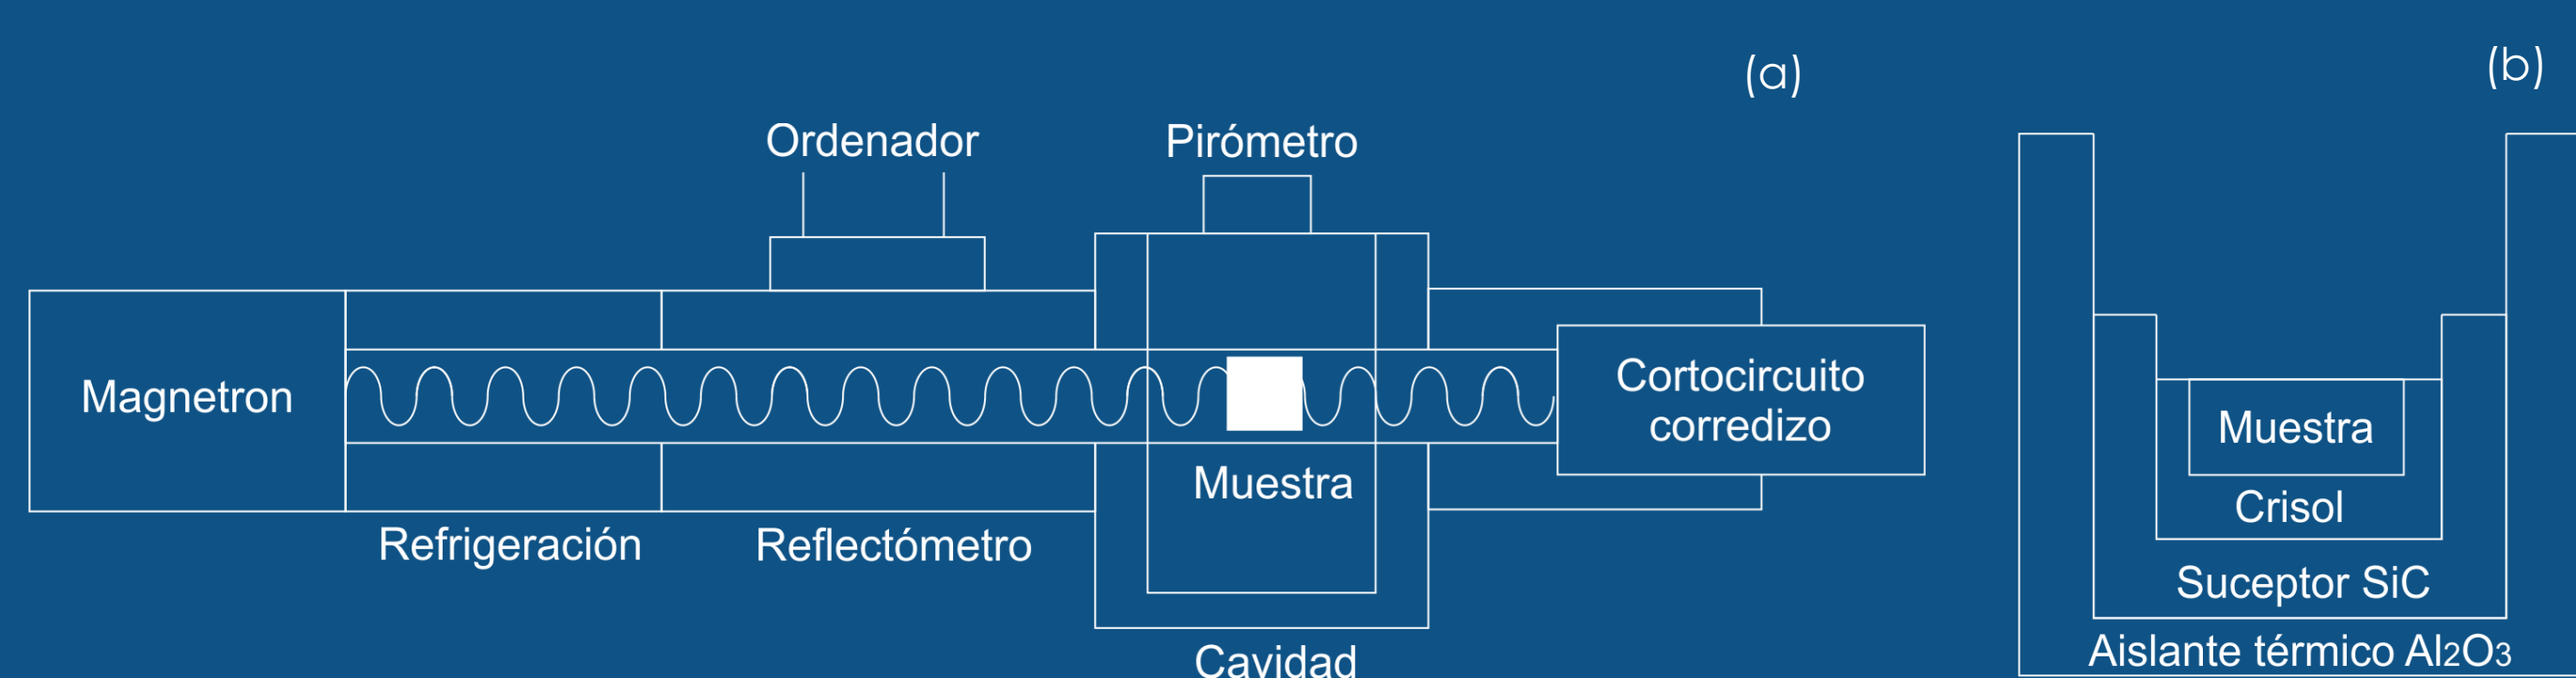 (a)
(b)
Ordenador
Pirómetro
Magnetron
Cortocircuito
corredizo
Muestra
Refrigeración
Reflectómetro
Cavidad
Muestra
Crisol
Suceptor SiC
Aislante térmico Al2O3